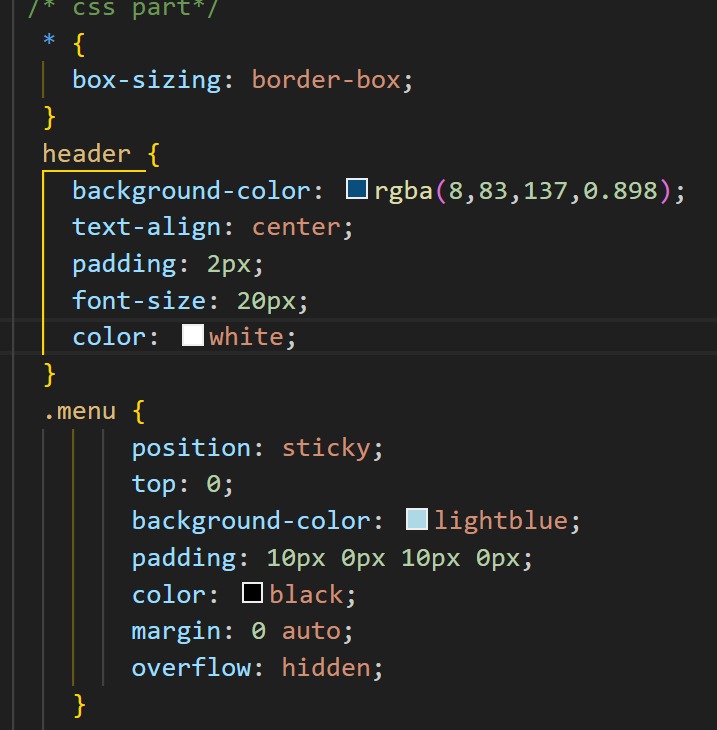 /* css part*/
* {
box-sizing: border-box;
}
header {
background-color: rgba(8,83,137,0.898);
text-align: center;
padding: 2px;
font-size: 20px;
color: white;
}
.menu {
position: sticky;
top: 0;
background-color: lightblue;
padding: 10px 0px 10px 0px;
color: black;
margin: 0 auto;
overflow: hidden;
}